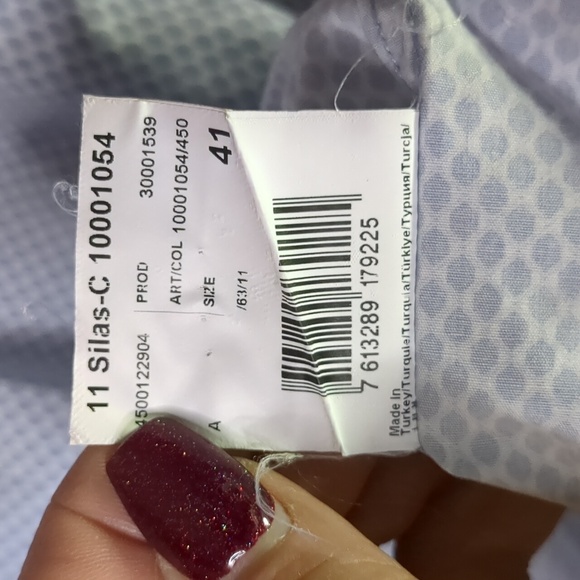 11 Silas-C 10001054
4500122904 PROD 30001539
ART/COL 10001054/450
A SIZE 41
/63/11
7 613289 179225
Made In
Turkey/Turquie/Turquia/Türkiye/Турция/Turcja/